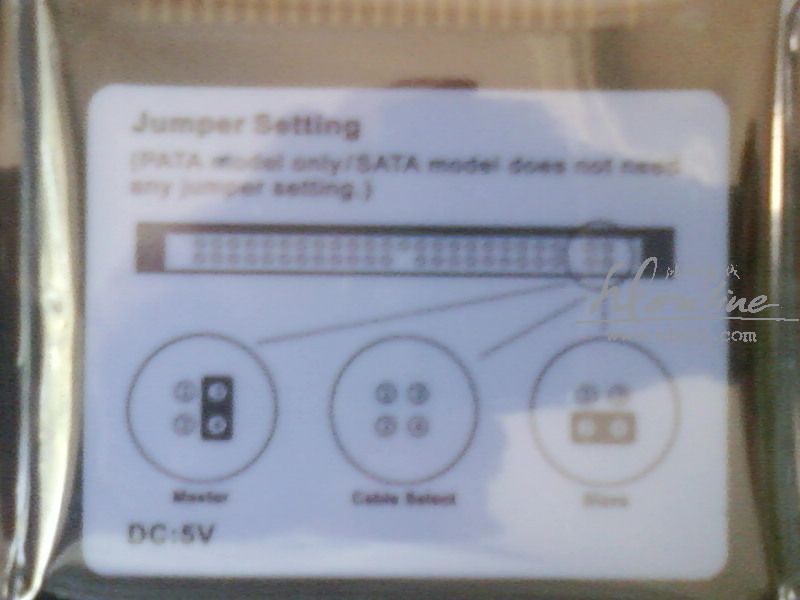 Jumper Setting
(PATA model only/SATA model does not need
any jumper setting.)
Master
Cable Select
Slave
DC:5V